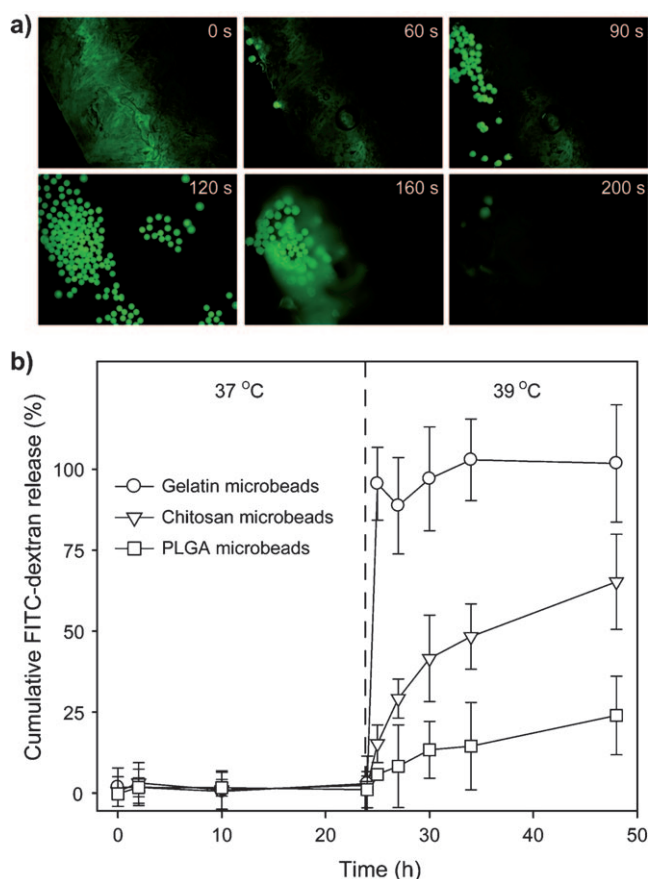 a)
0 s
60 s
90 s
120 s
160 s
200 s
b)
37 °C
39 °C
Gelatin microbeads
Chitosan microbeads
PLGA microbeads
Cumulative FITC-dextran release (%)
100
75
50
25
0
0
10
20
30
40
50
Time (h)